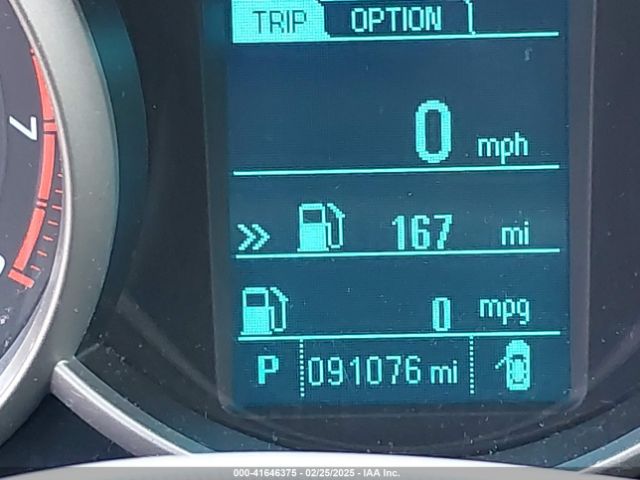 TRIP OPTION
0 mph
167 mi
0 mpg
P 091076 mi
7
000-41646375 - 02/25/2025 - IAA Inc.